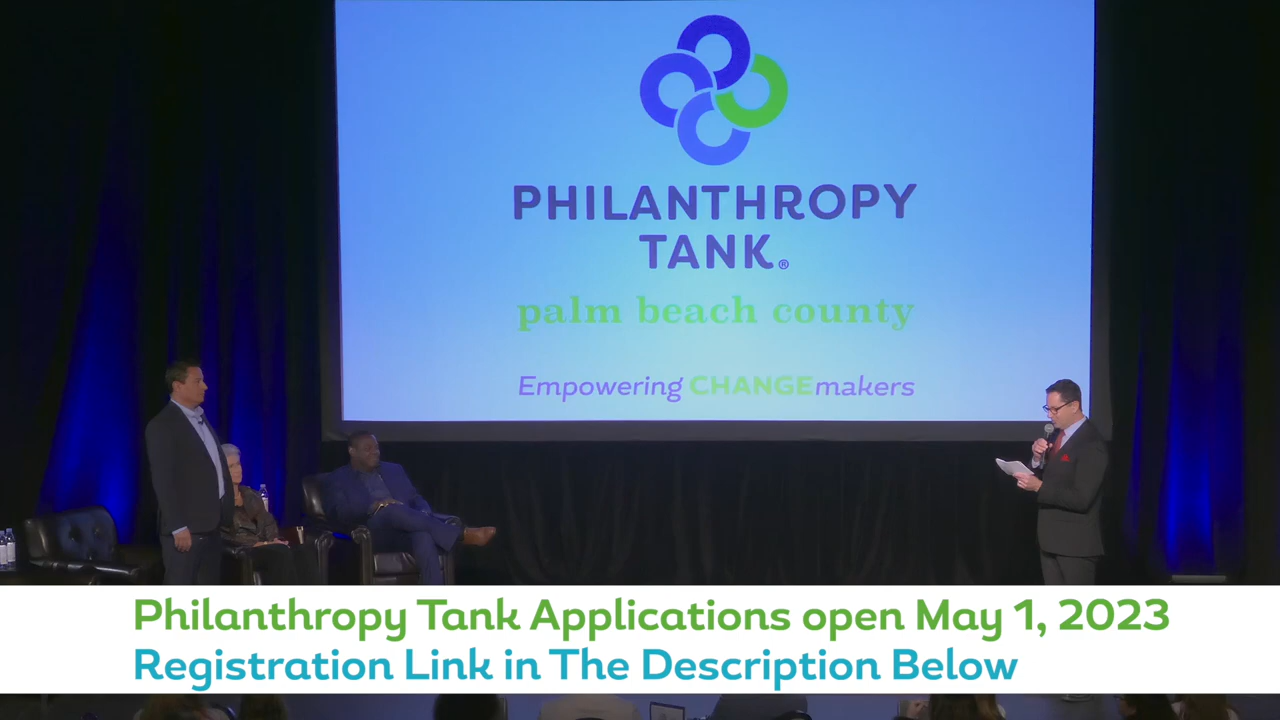 PHILANTHROPY
TANK®
palm beach county
Empowering CHANGEmakers
Philanthropy Tank Applications open May 1, 2023
Registration Link in The Description Below